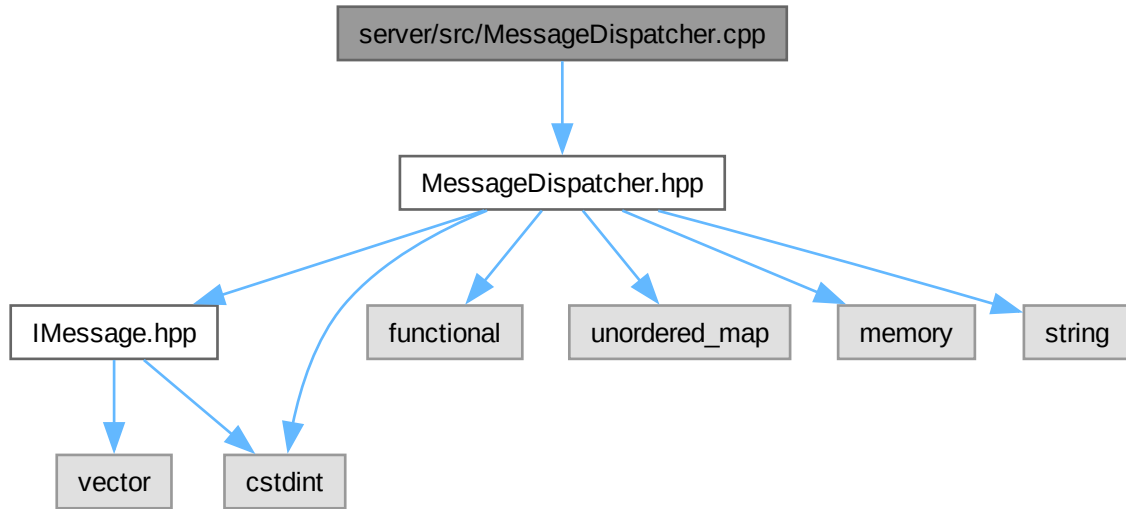 server/src/MessageDispatcher.cpp
MessageDispatcher.hpp
IMessage.hpp
functional
unordered_map
memory
string
vector
cstdint